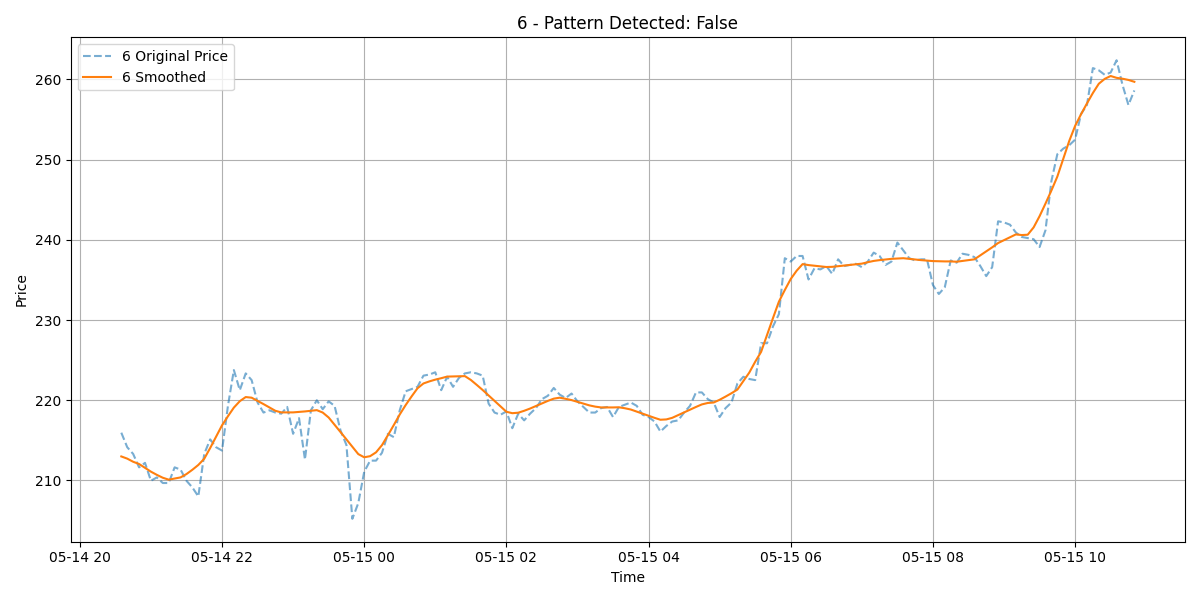 6 - Pattern Detected: False
6 Original Price
6 Smoothed
Price
260
250
240
230
220
210
05-14 20
05-14 22
05-15 00
05-15 02
05-15 04
05-15 06
05-15 08
05-15 10
Time